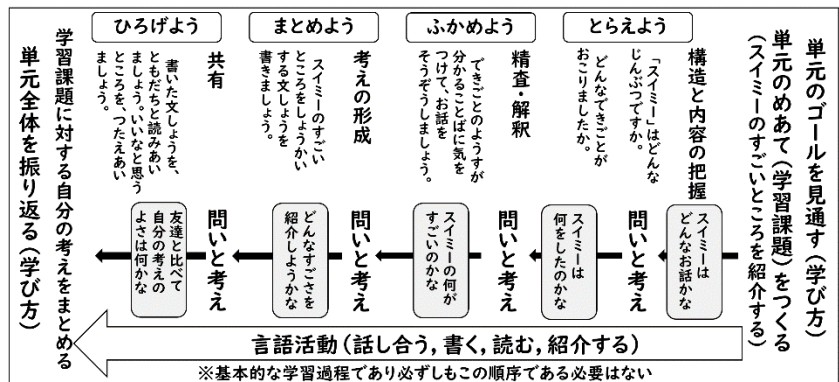 単元のゴールを見通す(学び方)
単元のめあて(学習課題)をつくる
(スイミーのすごいところを紹介する)
とらえよう
構造と内容の把握
「スイミー」はどんな
じんぶつですか。
どんなできごとが
おこりましたか。
ふかめよう
精査・解釈
できごとのようすが
分かることばに気を
つけて、お話を
そうぞうしましょう。
まとめよう
考えの形成
スイミーのすごい
ところをしょうかい
する文しょうを
書きましょう。
ひろげよう
共有
書いた文しょうを、
ともだちと読みあい
ましょう。いいなと思う
ところを、つたえあい
ましょう。
学習課題に対する自分の考えをまとめる
単元全体を振り返る(学び方)
スイミーは
どんなお話かな
問いと考え
スイミーは
何をしたのかな
問いと考え
スイミーの何が
すごいのかな
問いと考え
どんなすごさを
紹介しようかな
問いと考え
友達と比べて
自分の考えの
よさは何かな
言語活動(話し合う,書く,読む,紹介する)
※基本的な学習過程であり必ずしもこの順序である必要はない